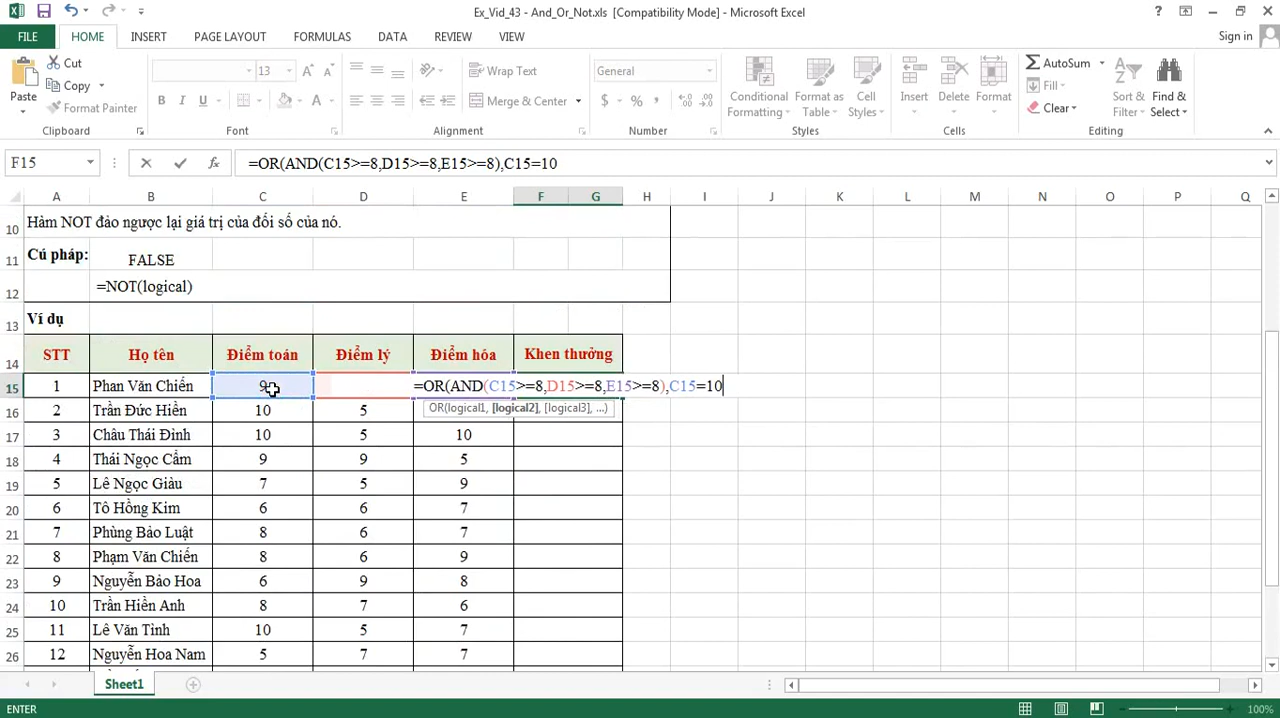 Ex_Vid_43 - And_Or_Not.xls [Compatibility Mode] - Microsoft Excel
FILE HOME INSERT PAGE LAYOUT FORMULAS DATA REVIEW VIEW Sign in
Paste Cut Copy Format Painter Clipboard
13 Font
Wrap Text Merge & Center Alignment
General $ % , Number
Conditional Formatting Format as Table Cell Styles Styles
Insert Delete Format Cells
AutoSum Fill Clear Sort & Filter Find & Select Editing
F15 fx =OR(AND(C15>=8,D15>=8,E15>=8),C15=10
A B C D E F G H I J K L M N O P Q
10 Hàm NOT đảo ngược lại giá trị của đối số của nó.
11 Cú pháp: FALSE
12 =NOT(logical)
13 Ví dụ
14 STT Họ tên Điểm toán Điểm lý Điểm hóa Khen thưởng
15 1 Phan Văn Chiến 9 =OR(AND(C15>=8,D15>=8,E15>=8),C15=10
OR(logical1, [logical2], [logical3], ...)
16 2 Trần Đức Hiền 10 5
17 3 Châu Thái Đình 10 5 10
18 4 Thái Ngọc Cẩm 9 9 5
19 5 Lê Ngọc Giàu 7 5 9
20 6 Tô Hồng Kim 6 6 7
21 7 Phùng Bảo Luật 8 6 7
22 8 Phạm Văn Chiến 8 6 9
23 9 Nguyễn Bảo Hoa 6 9 8
24 10 Trần Hiền Anh 8 7 6
25 11 Lê Văn Tình 10 5 7
26 12 Nguyễn Hoa Nam 5 7 7
Sheet1
ENTER 100%